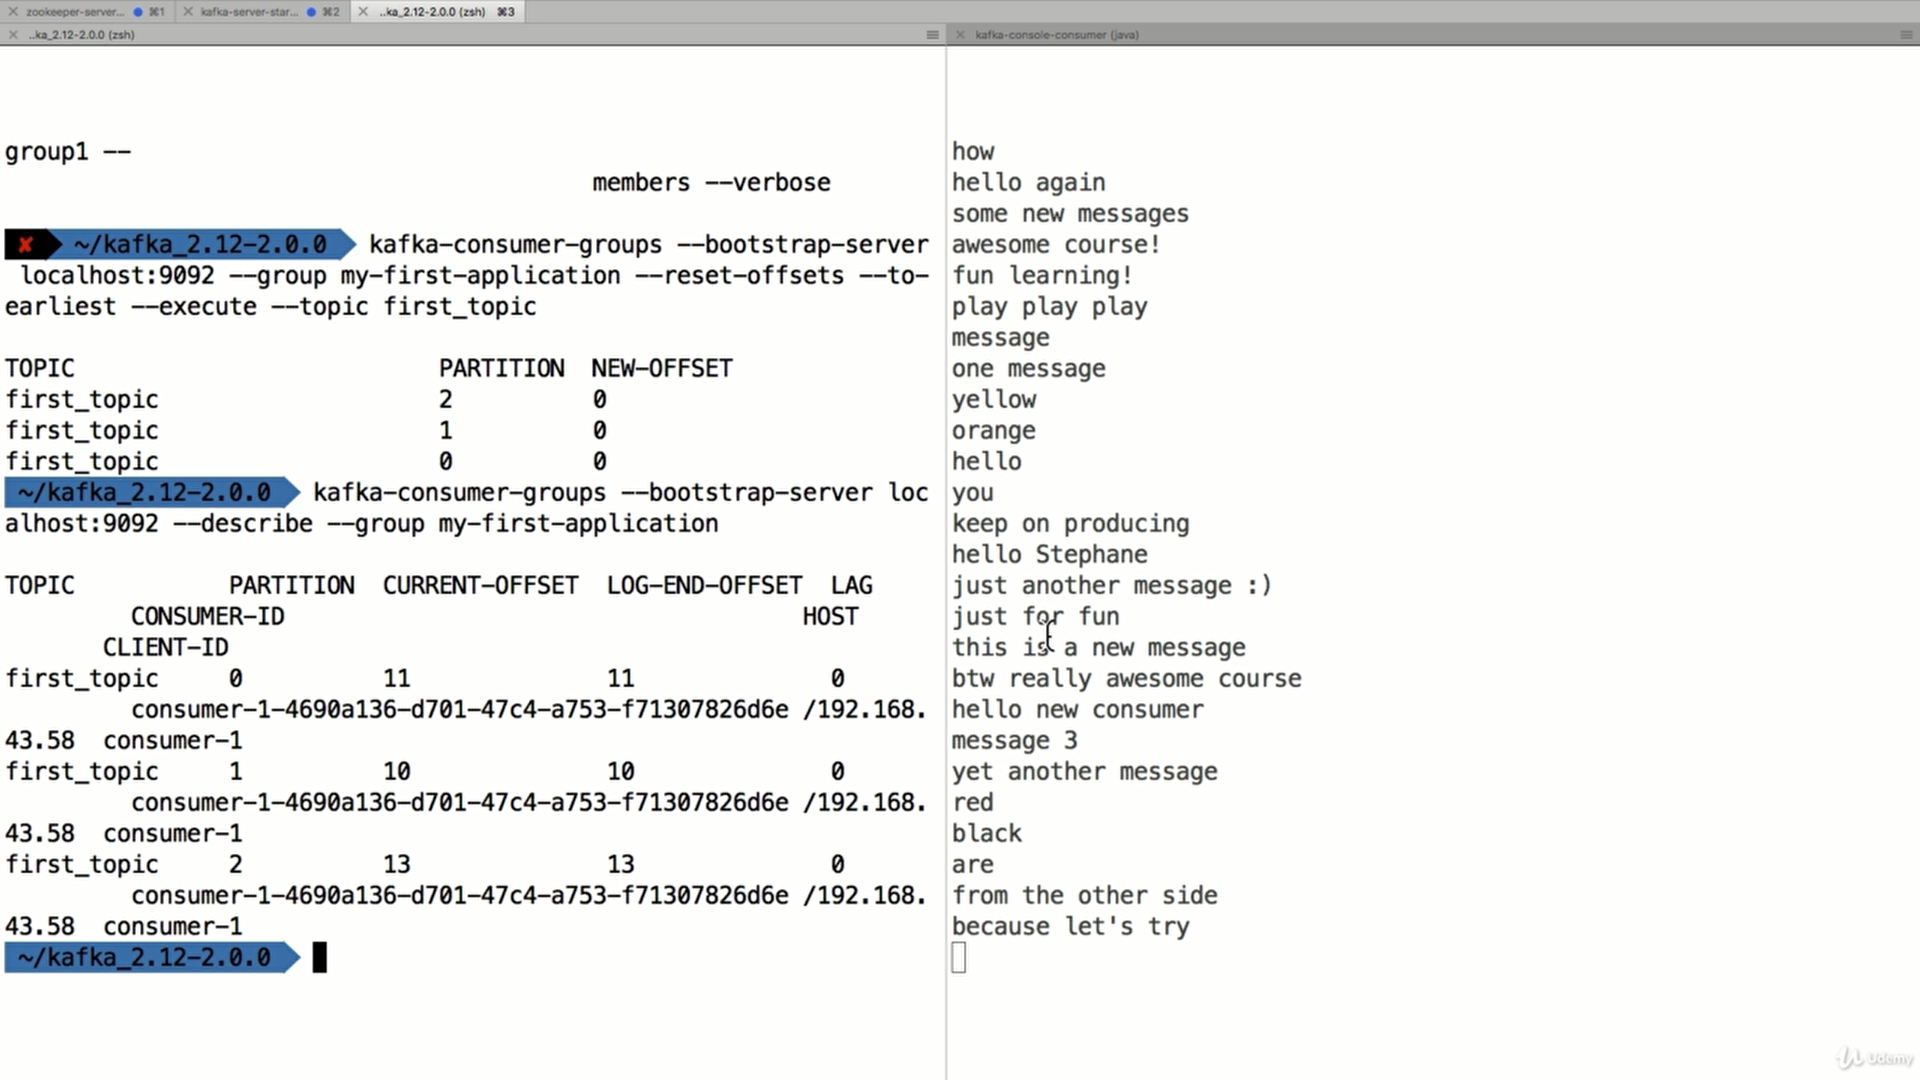 zookeeper-server... ⌘1
kafka-server-star... ⌘2
..ka_2.12-2.0.0 (zsh) ⌘3
..ka_2.12-2.0.0 (zsh)
group1 --
members --verbose
~/kafka_2.12-2.0.0 kafka-consumer-groups --bootstrap-server
localhost:9092 --group my-first-application --reset-offsets --to-
earliest --execute --topic first_topic
TOPIC PARTITION NEW-OFFSET
first_topic 2 0
first_topic 1 0
first_topic 0 0
~/kafka_2.12-2.0.0 kafka-consumer-groups --bootstrap-server loc
alhost:9092 --describe --group my-first-application
TOPIC PARTITION CURRENT-OFFSET LOG-END-OFFSET LAG
CONSUMER-ID HOST
CLIENT-ID
first_topic 0 11 11 0
consumer-1-4690a136-d701-47c4-a753-f71307826d6e /192.168.
43.58 consumer-1
first_topic 1 10 10 0
consumer-1-4690a136-d701-47c4-a753-f71307826d6e /192.168.
43.58 consumer-1
first_topic 2 13 13 0
consumer-1-4690a136-d701-47c4-a753-f71307826d6e /192.168.
43.58 consumer-1
~/kafka_2.12-2.0.0
kafka-console-consumer (java)
how
hello again
some new messages
awesome course!
fun learning!
play play play
message
one message
yellow
orange
hello
you
keep on producing
hello Stephane
just another message :)
just for fun
this is a new message
btw really awesome course
hello new consumer
message 3
yet another message
red
black
are
from the other side
because let's try
Udemy